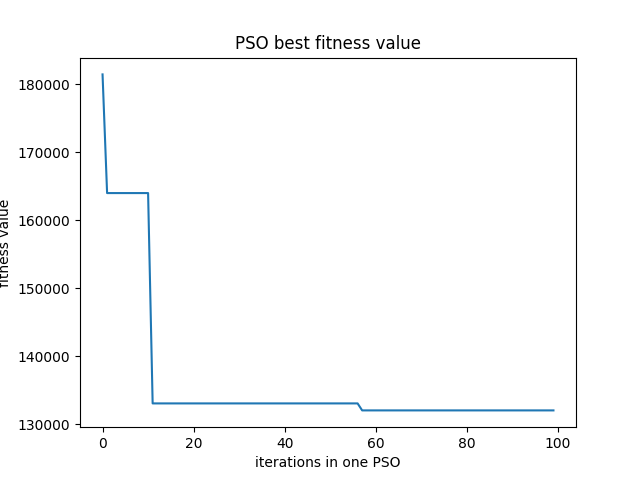 PSO best fitness value
180000
170000
160000
150000
140000
130000
fitness value
0 20 40 60 80 100
iterations in one PSO